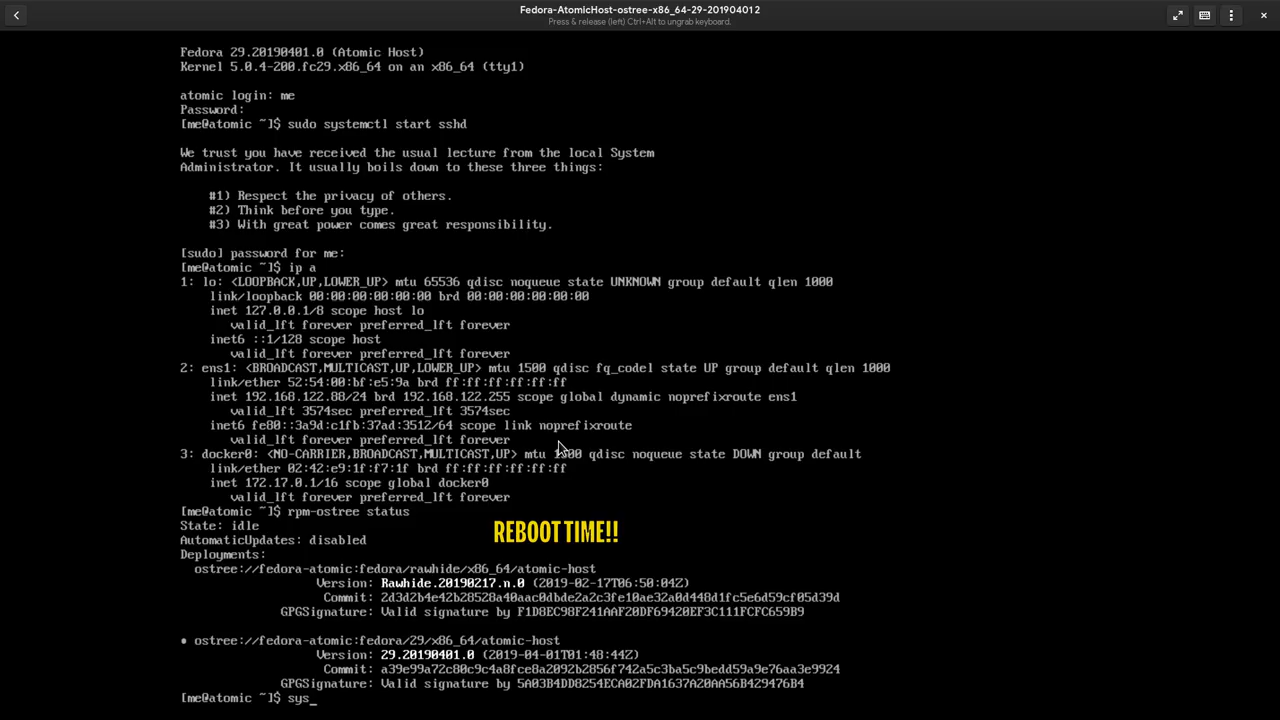 Fedora-AtomicHost-ostree-x86_64-29-201904012
Press & release (left) Ctrl+Alt to ungrab keyboard.
Fedora 29.20190401.0 (Atomic Host)
Kernel 5.0.4-200.fc29.x86_64 on an x86_64 (tty1)
atomic login: me
Password:
[me@atomic ~]$ sudo systemctl start sshd
We trust you have received the usual lecture from the local System
Administrator. It usually boils down to these three things:
#1) Respect the privacy of others.
#2) Think before you type.
#3) With great power comes great responsibility.
[sudo] password for me:
[me@atomic ~]$ ip a
1: lo: <LOOPBACK,UP,LOWER_UP> mtu 65536 qdisc noqueue state UNKNOWN group default qlen 1000
link/loopback 00:00:00:00:00:00 brd 00:00:00:00:00:00
inet 127.0.0.1/8 scope host lo
valid_lft forever preferred_lft forever
inet6 ::1/128 scope host
valid_lft forever preferred_lft forever
2: ens1: <BROADCAST,MULTICAST,UP,LOWER_UP> mtu 1500 qdisc fq_codel state UP group default qlen 1000
link/ether 52:54:00:bf:e5:9a brd ff:ff:ff:ff:ff:ff
inet 192.168.122.88/24 brd 192.168.122.255 scope global dynamic noprefixroute ens1
valid_lft 3574sec preferred_lft 3574sec
inet6 fe80::3a9d:c1fb:37ad:3512/64 scope link noprefixroute
valid_lft forever preferred_lft forever
3: docker0: <NO-CARRIER,BROADCAST,MULTICAST,UP> mtu 1500 qdisc noqueue state DOWN group default
link/ether 02:42:e9:1f:f7:1f brd ff:ff:ff:ff:ff:ff
inet 172.17.0.1/16 scope global docker0
valid_lft forever preferred_lft forever
[me@atomic ~]$ rpm-ostree status
State: idle
REBOOT TIME!!
AutomaticUpdates: disabled
Deployments:
ostree://fedora-atomic:fedora/rawhide/x86_64/atomic-host
Version: Rawhide.20190217.n.0 (2019-02-17T06:50:04Z)
Commit: 2d3d2b4e42b28528a40aac0dbde2a2c3fe10ae32a0d448d1fc5e6d59cf05d39d
GPGSignature: Valid signature by F1D8EC98F241AAF20DF69420EF3C111FCFC659B9
● ostree://fedora-atomic:fedora/29/x86_64/atomic-host
Version: 29.20190401.0 (2019-04-01T01:48:44Z)
Commit: a39e99a72c80c9c4a8fce8a2092b2856f742a5c3ba5c9bedd59a9e76aa3e9924
GPGSignature: Valid signature by 5A03B4DD8254ECA02FDA1637A20AA56B429476B4
[me@atomic ~]$ sys_